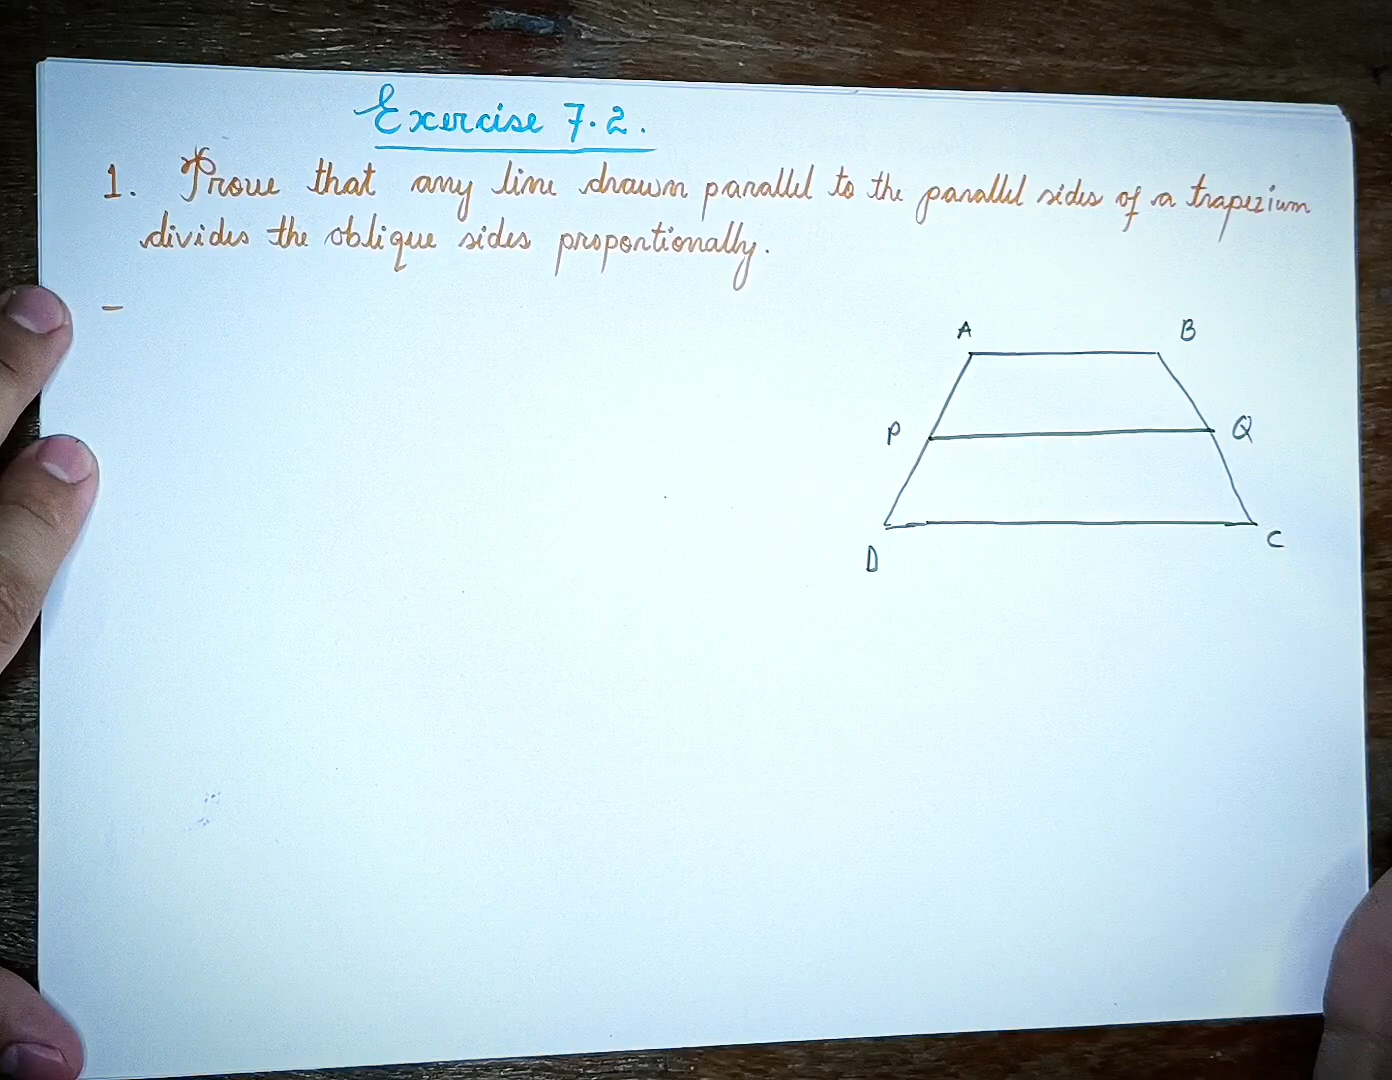 Exercise 7.2.
1. Prove that any line drawn parallel to the parallel sides of a trapezium
divides the oblique sides proportionally.
-
A B
P Q
D C